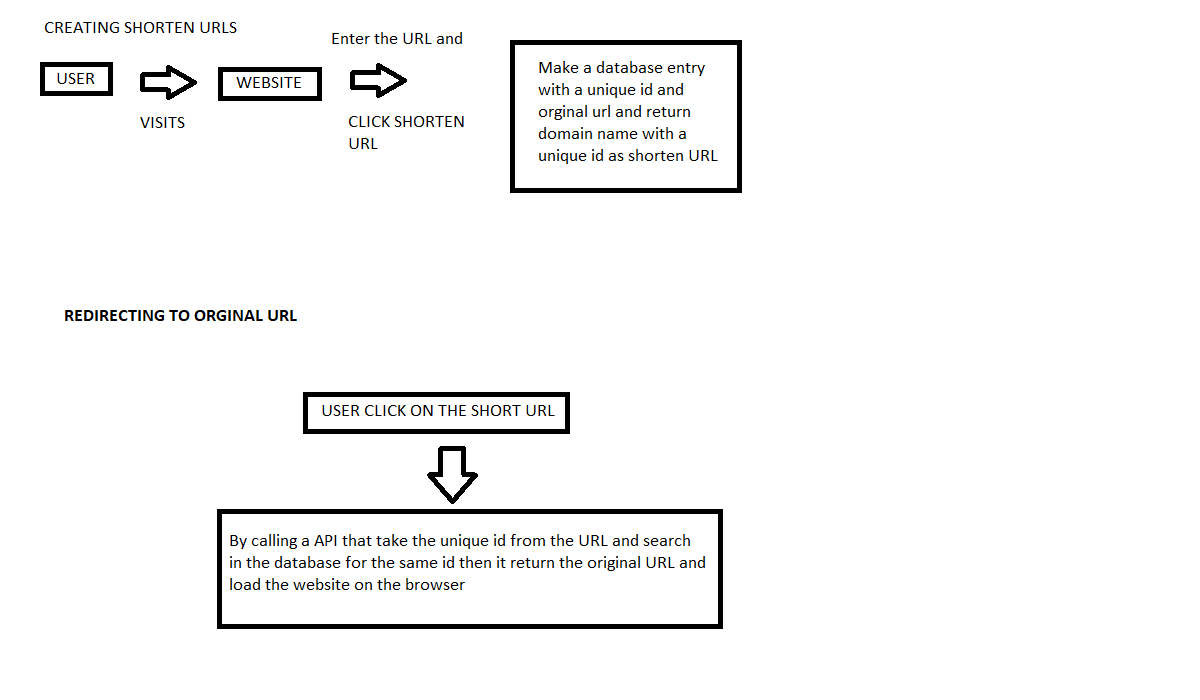 CREATING SHORTEN URLS
Enter the URL and
USER
WEBSITE
VISITS
CLICK SHORTEN
URL
Make a database entry
with a unique id and
orginal url and return
domain name with a
unique id as shorten URL
REDIRECTING TO ORGINAL URL
USER CLICK ON THE SHORT URL
By calling a API that take the unique id from the URL and search
in the database for the same id then it return the original URL and
load the website on the browser